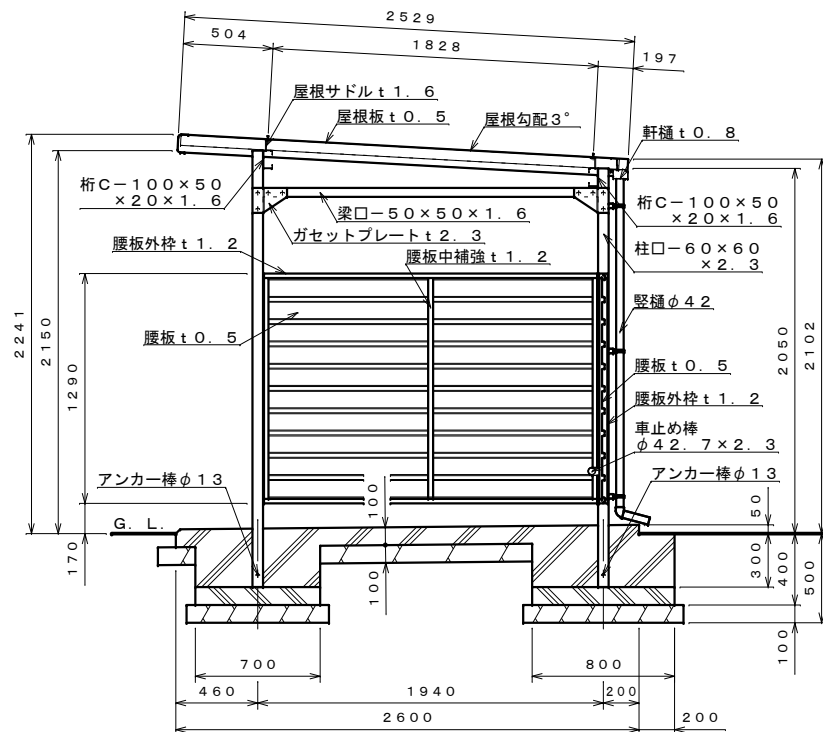 2529
504
1828
197
屋根サドルt1.6
屋根板t0.5
屋根勾配3°
軒樋t0.8
桁C-100×50
×20×1.6
梁口-50×50×1.6
桁C-100×50
×20×1.6
ガセットプレートt2.3
柱口-60×60
×2.3
腰板外枠t1.2
腰板中補強t1.2
竪樋φ42
2241
2150
1290
2050
2102
腰板t0.5
腰板t0.5
腰板外枠t1.2
車止め棒
φ42.7×2.3
アンカー棒φ13
アンカー棒φ13
100
50
G.L.
170
100
300
400
500
100
700
800
460
1940
200
2600
200